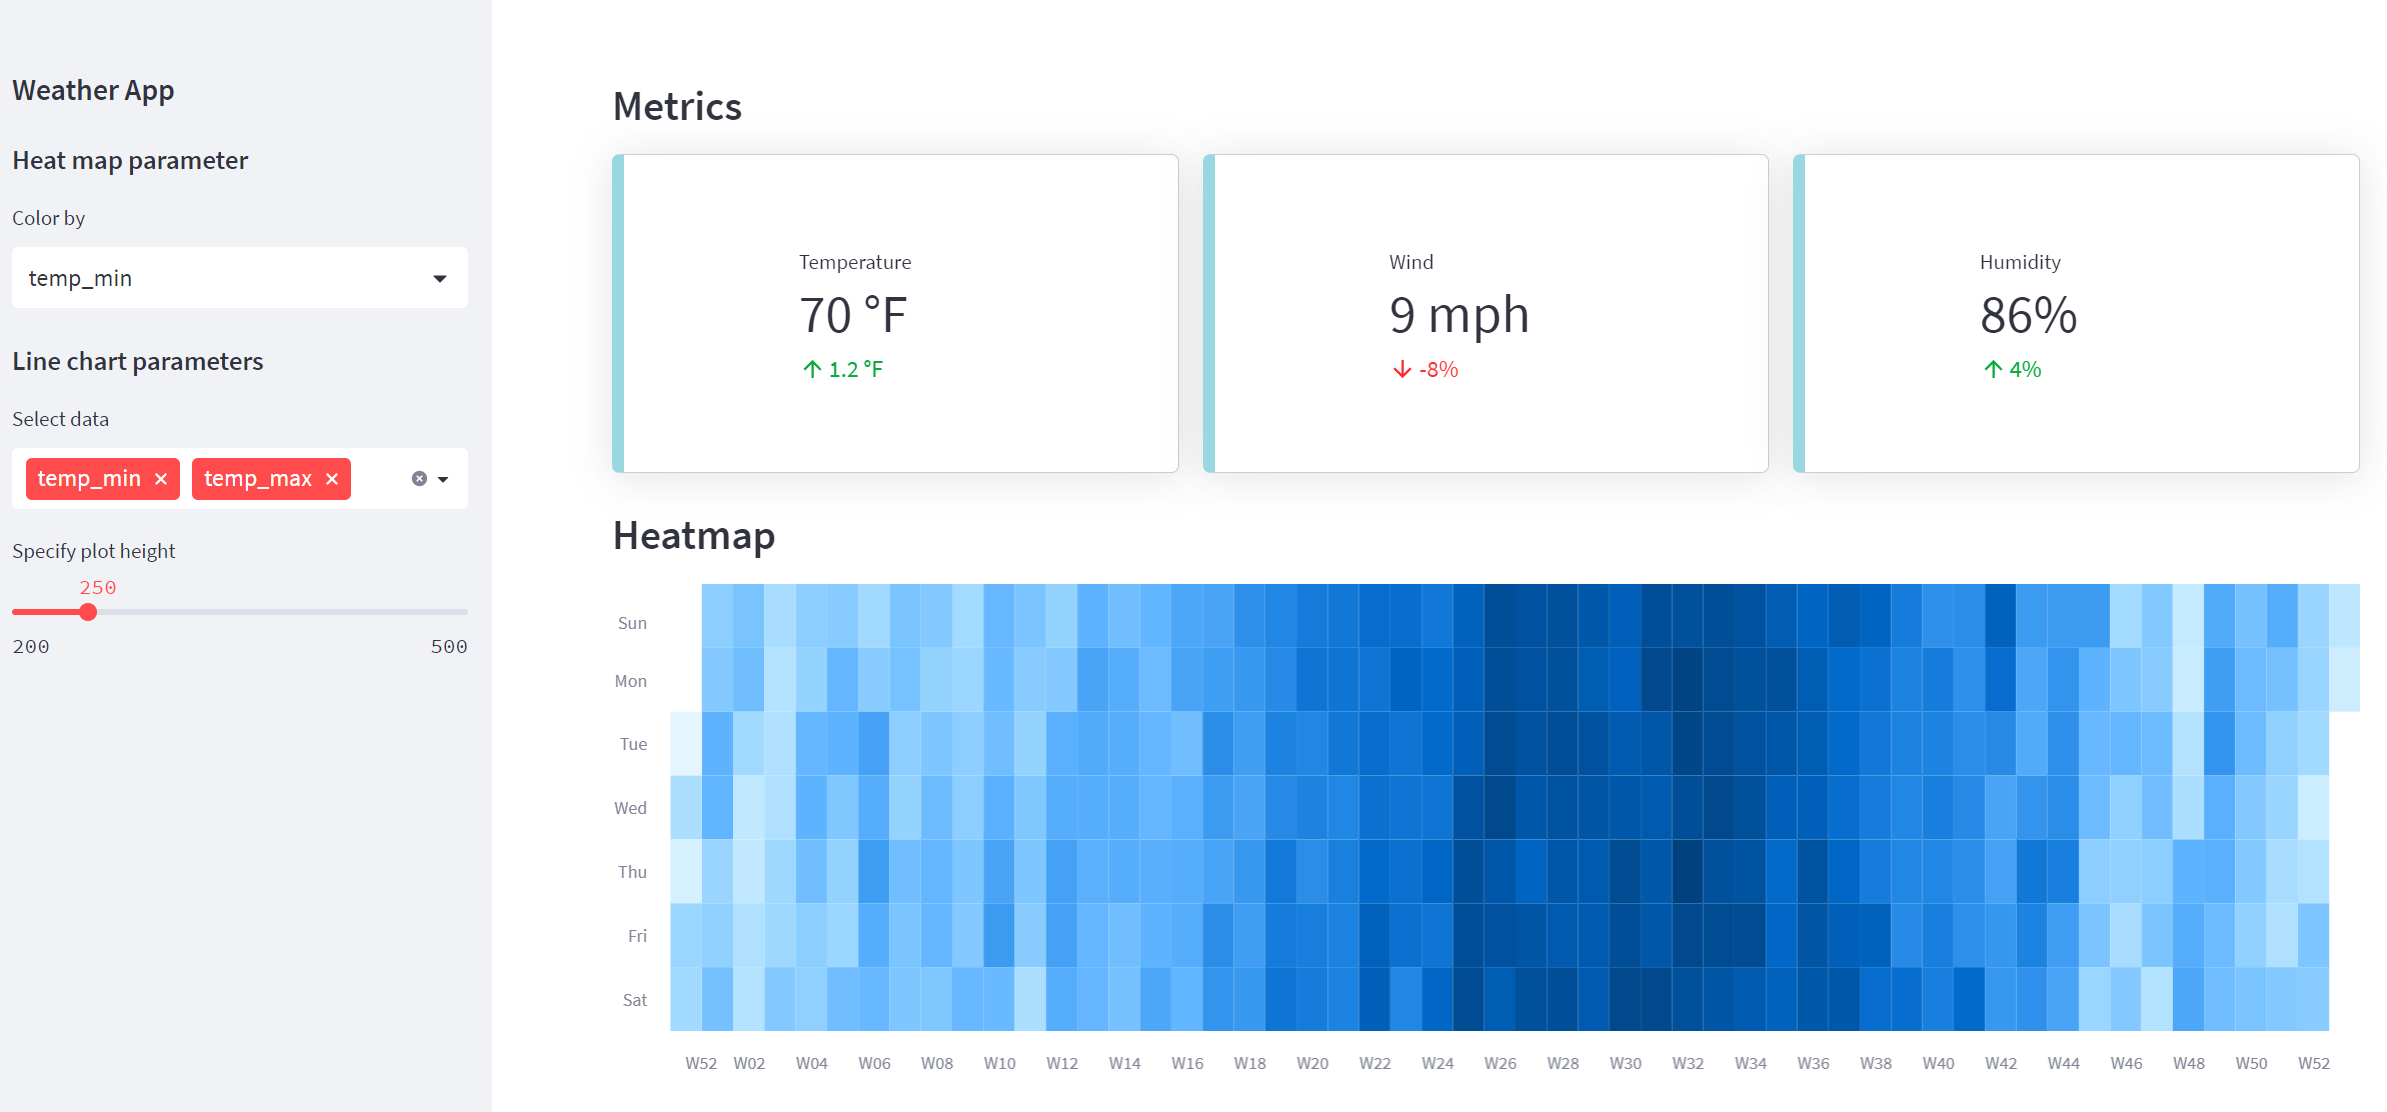 Weather App
Heat map parameter
Color by
temp_min
Line chart parameters
Select data
temp_min × temp_max ×
Specify plot height
250
200 500
Metrics
Temperature
70 °F
↑ 1.2 °F
Wind
9 mph
↓ -8%
Humidity
86%
↑ 4%
Heatmap
Sun
Mon
Tue
Wed
Thu
Fri
Sat
W52 W02 W04 W06 W08 W10 W12 W14 W16 W18 W20 W22 W24 W26 W28 W30 W32 W34 W36 W38 W40 W42 W44 W46 W48 W50 W52